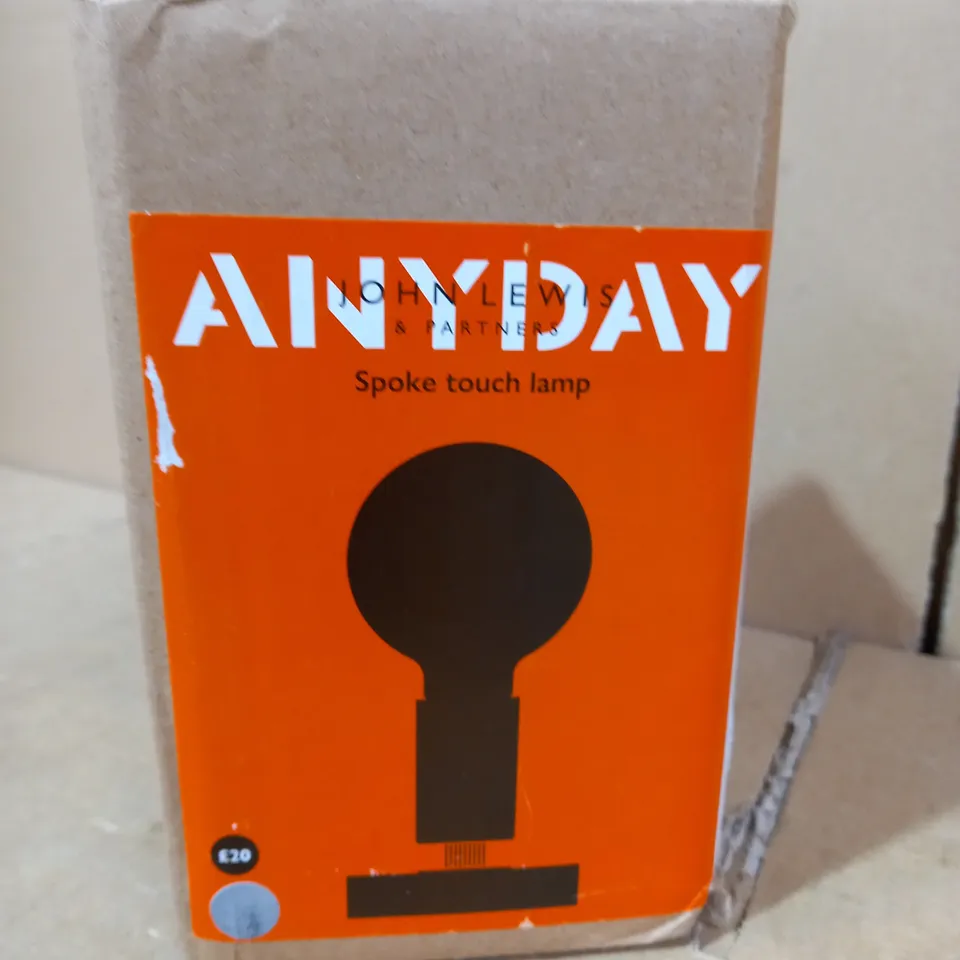 ANYDAY
JOHN LEWIS
& PARTNERS
Spoke touch lamp
£20